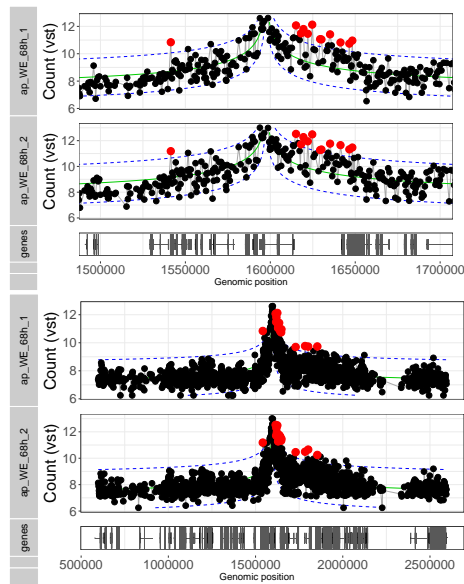 ap_WE_68h_1
Count (vst)
12
10
8
6
ap_WE_68h_2
Count (vst)
12
10
8
6
genes
1500000 1550000 1600000 1650000 1700000
Genomic position
ap_WE_68h_1
Count (vst)
12
10
8
6
ap_WE_68h_2
Count (vst)
12
10
8
6
genes
500000 1000000 1500000 2000000 2500000
Genomic position